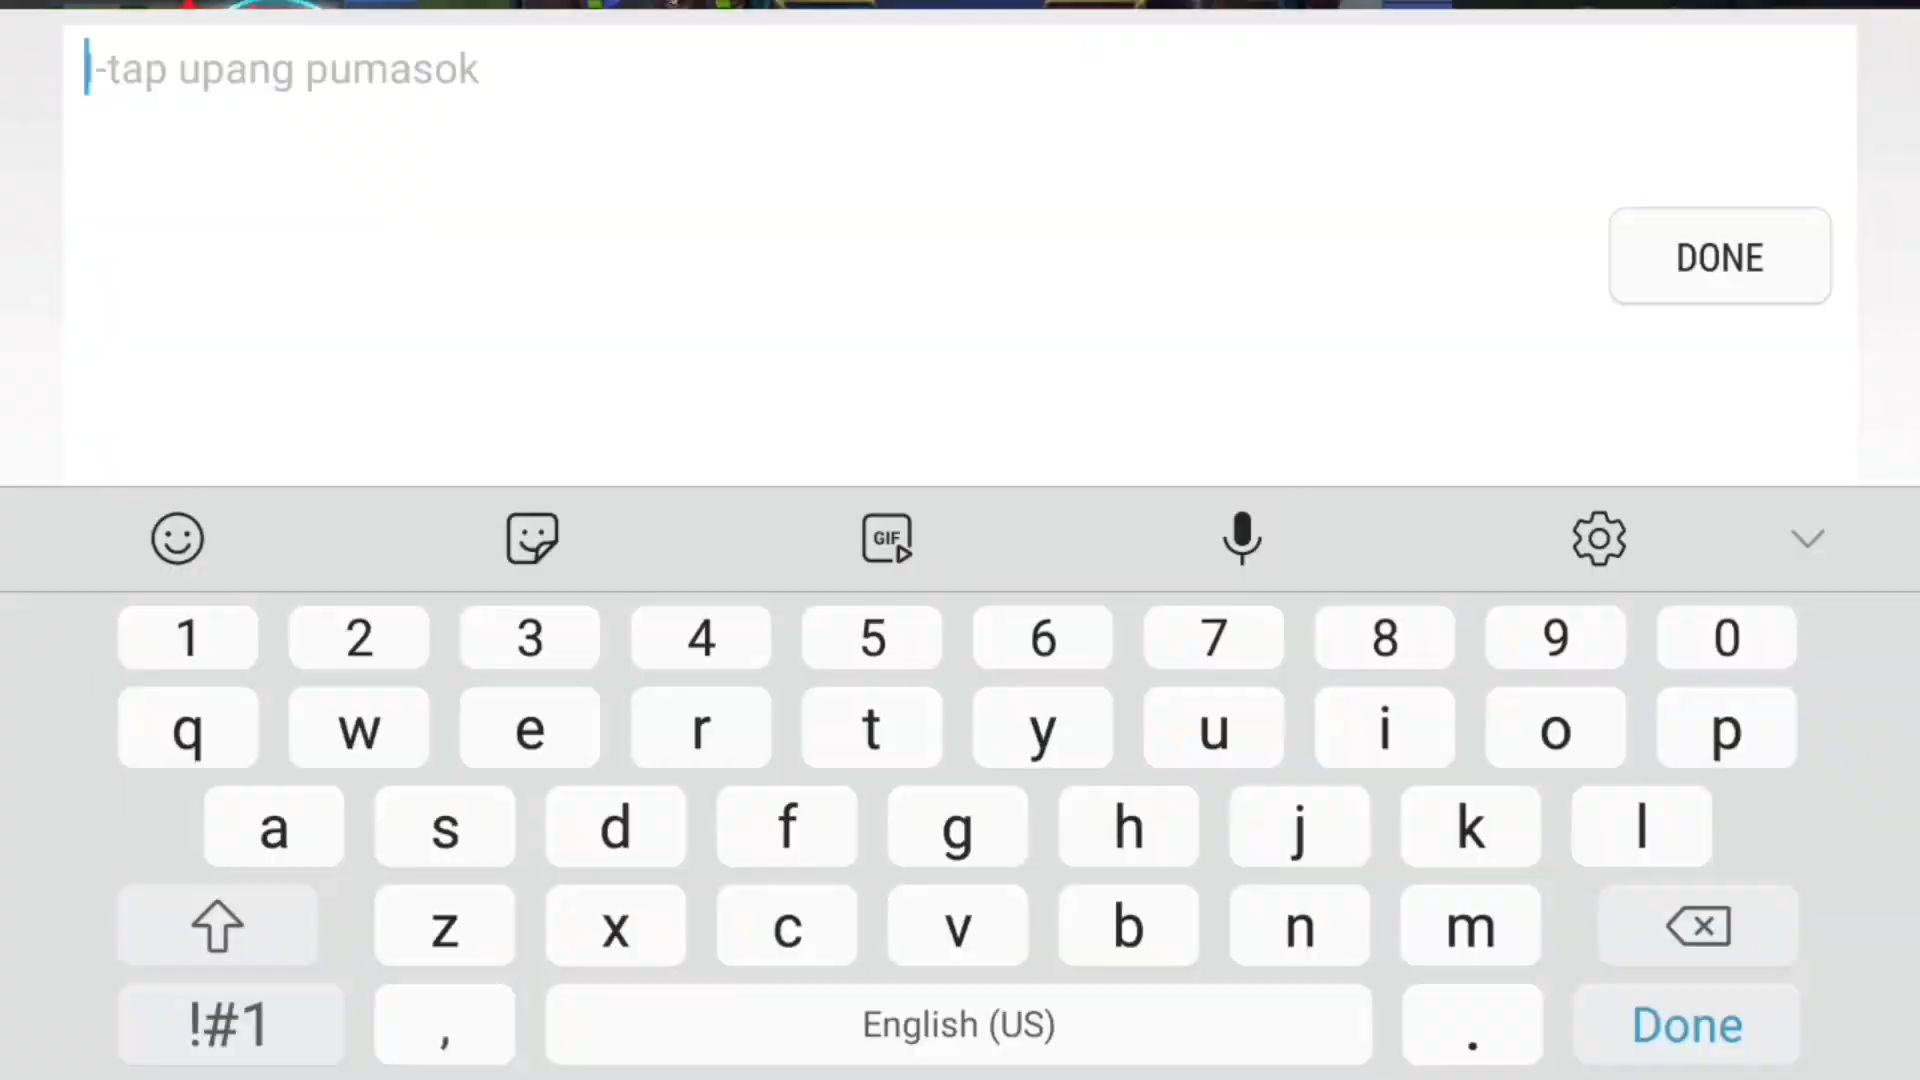 I-tap upang pumasok
DONE
GIF
1 2 3 4 5 6 7 8 9 0
q w e r t y u i o p
a s d f g h j k l
z x c v b n m
!#1 , English (US) . Done